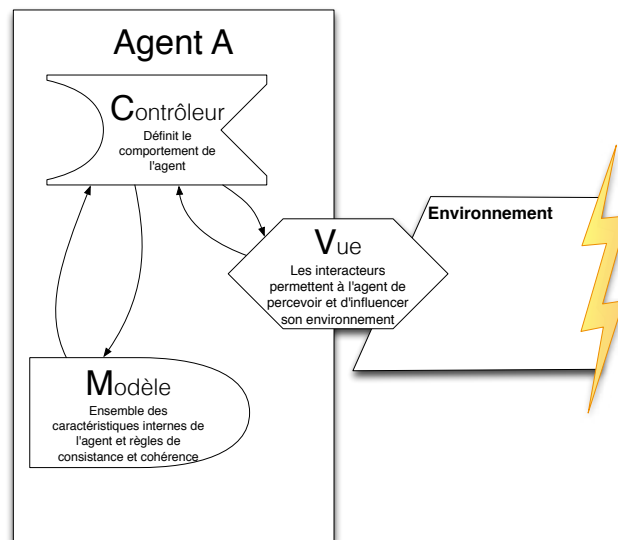 Agent A
Contrôleur
Définit le
comportement de
l'agent
Environnement
Vue
Les interacteurs
permettent à l'agent de
percevoir et d'influencer
son environnement
Modèle
Ensemble des
caractéristiques internes de
l'agent et règles de
consistance et cohérence